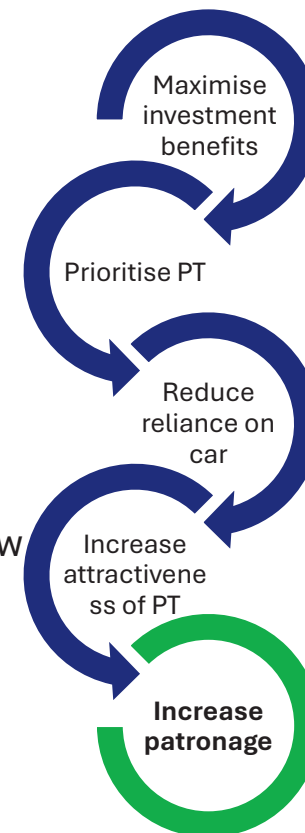 Maximise
investment
benefits
Prioritise PT
Reduce
reliance on
car
w
Increase
attractivene
ss of PT
Increase
patronage